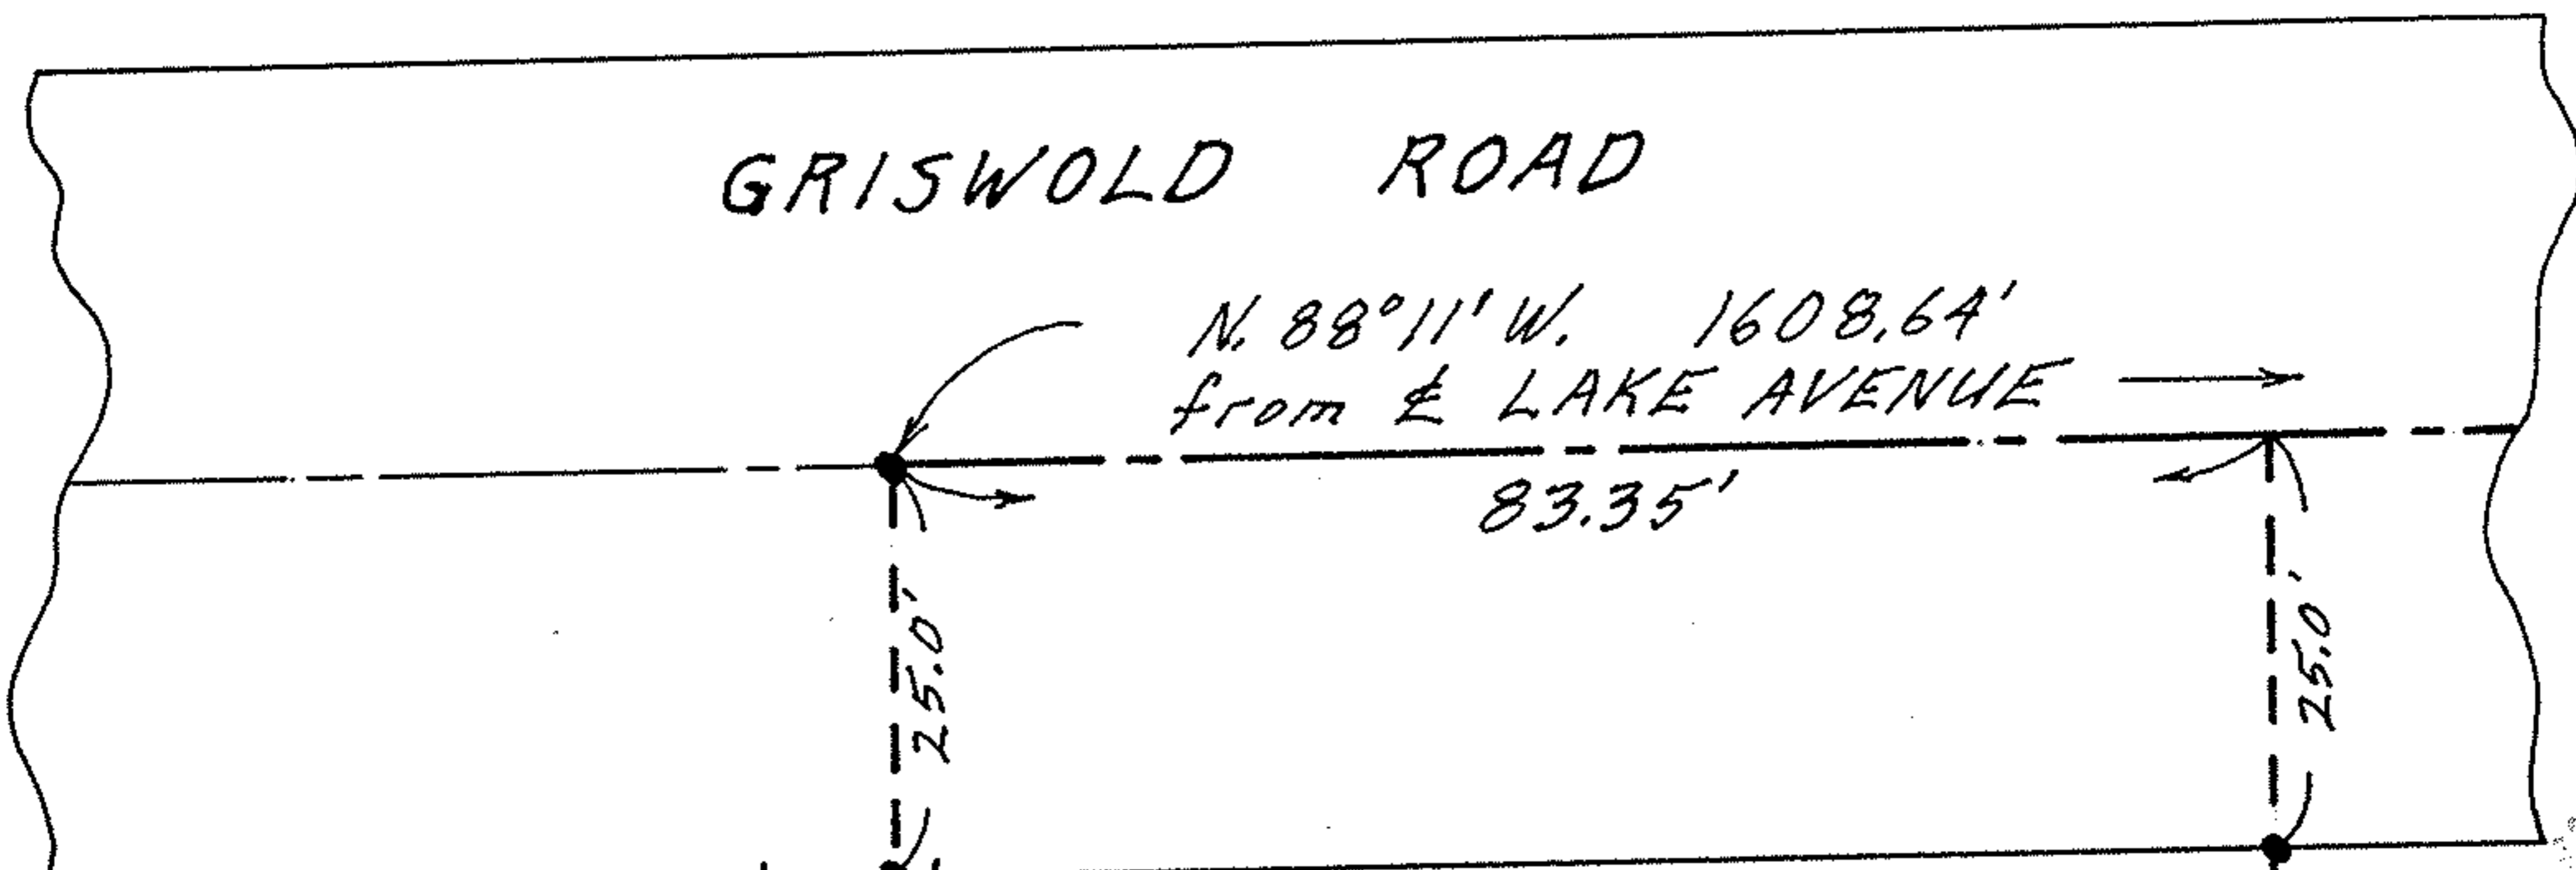 GRISWOLD ROAD
N. 88°11' W. 1608.64'
from ℄ LAKE AVENUE
83.35'
25.0'
25.0'